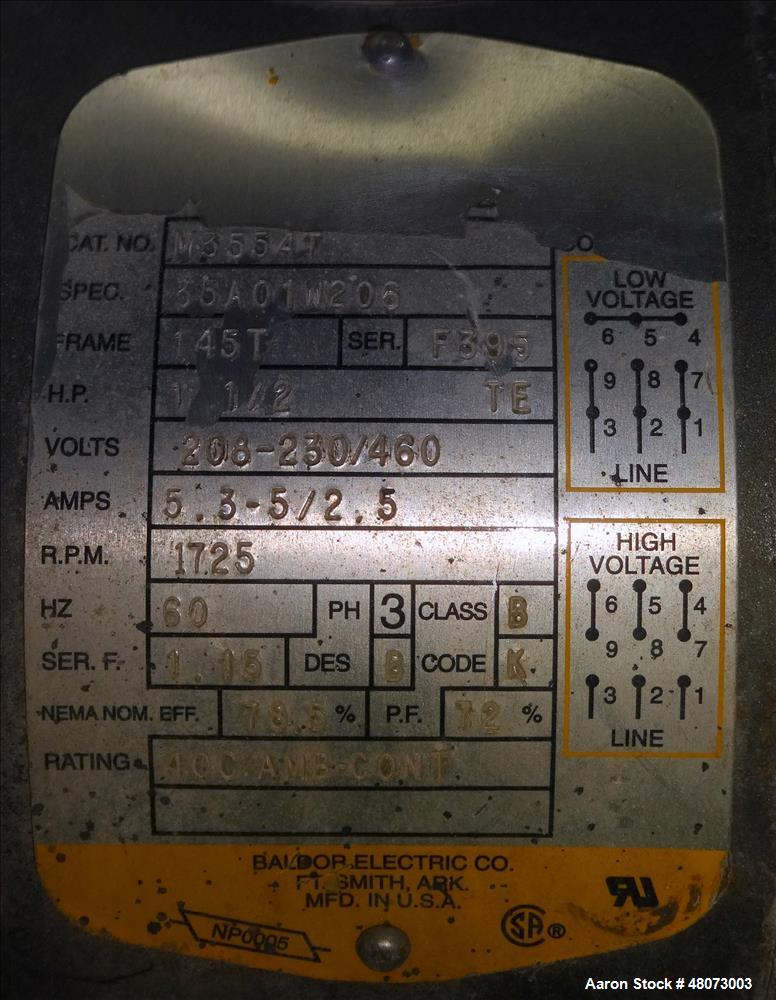 CAT. NO. M3554T
SPEC. 35A01W206
FRAME 145T SER. F395
H.P. 1 1/2 TE
VOLTS 208-230/460
AMPS 5.3-5/2.5
R.P.M. 1725
HZ 60 PH 3 CLASS B
SER. F. 1.15 DES B CODE K
NEMA NOM. EFF. 78.5 % P.F. 72 %
RATING 40C AMB-CONT
LOW
VOLTAGE
6 5 4
9 8 7
3 2 1
LINE
HIGH
VOLTAGE
6 5 4
9 8 7
3 2 1
LINE
BALDOR ELECTRIC CO.
FT. SMITH, ARK.
MFD. IN U.S.A.
NP0005
SA®
Aaron Stock # 48073003